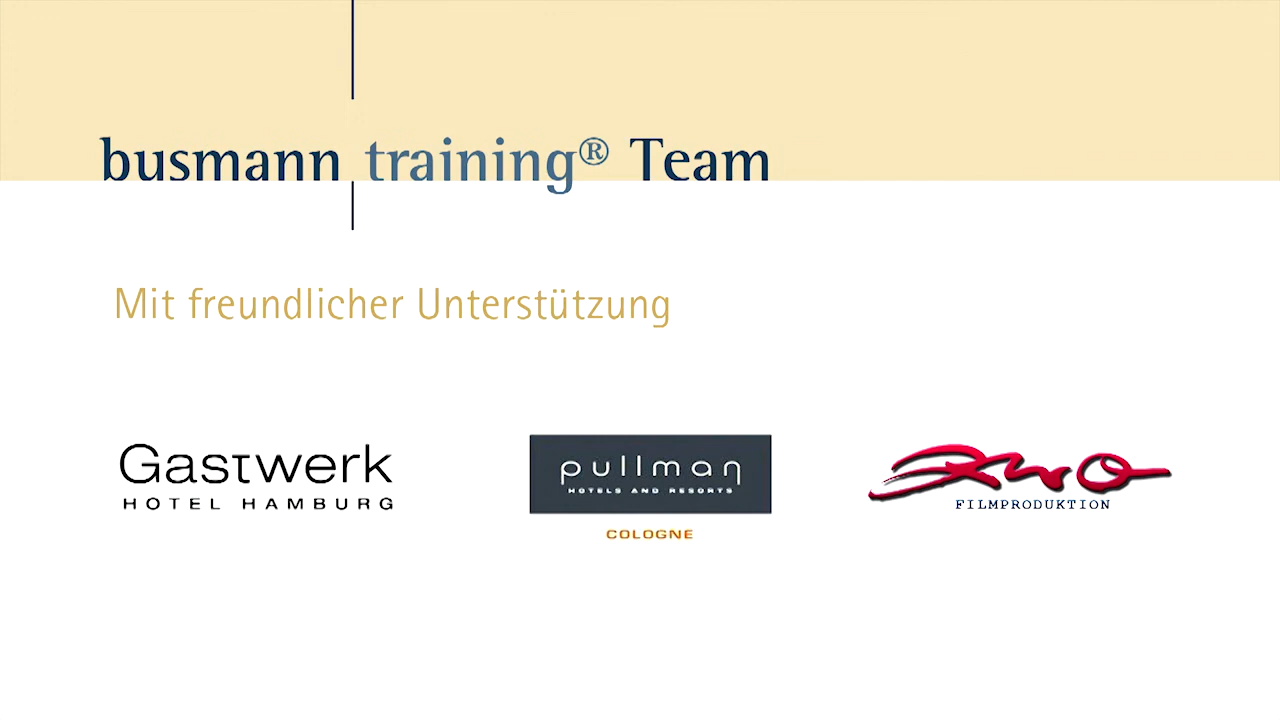 busmann training® Team
Mit freundlicher Unterstützung
Gastwerk
HOTEL HAMBURG
pullman
HOTELS AND RESORTS
COLOGNE
FILMPRODUKTION